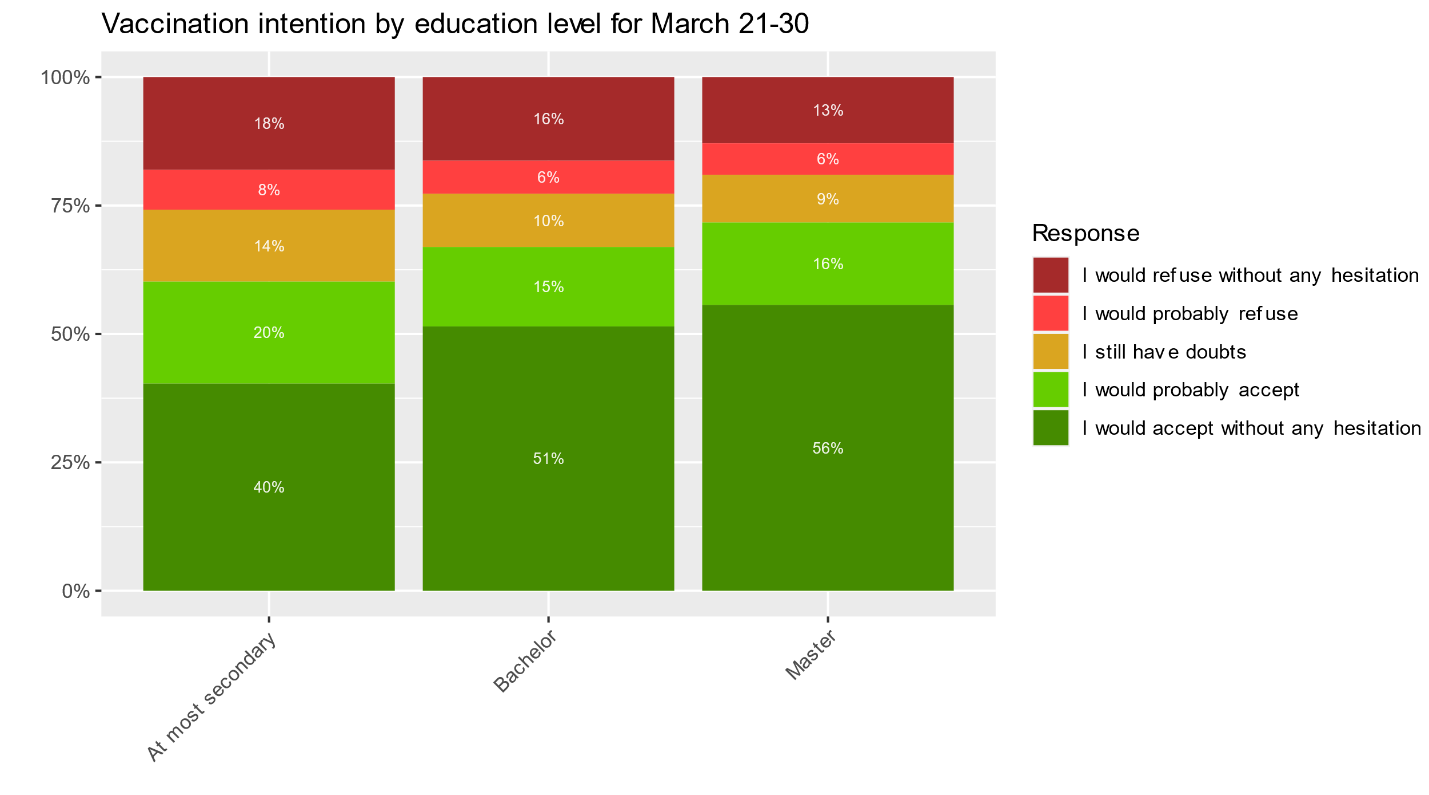 Vaccination intention by education level for March 21-30
100%
75%
50%
25%
0%
18%
8%
14%
20%
40%
16%
6%
10%
15%
51%
13%
6%
9%
16%
56%
At most secondary
Bachelor
Master
Response
I would refuse without any hesitation
I would probably refuse
I still have doubts
I would probably accept
I would accept without any hesitation